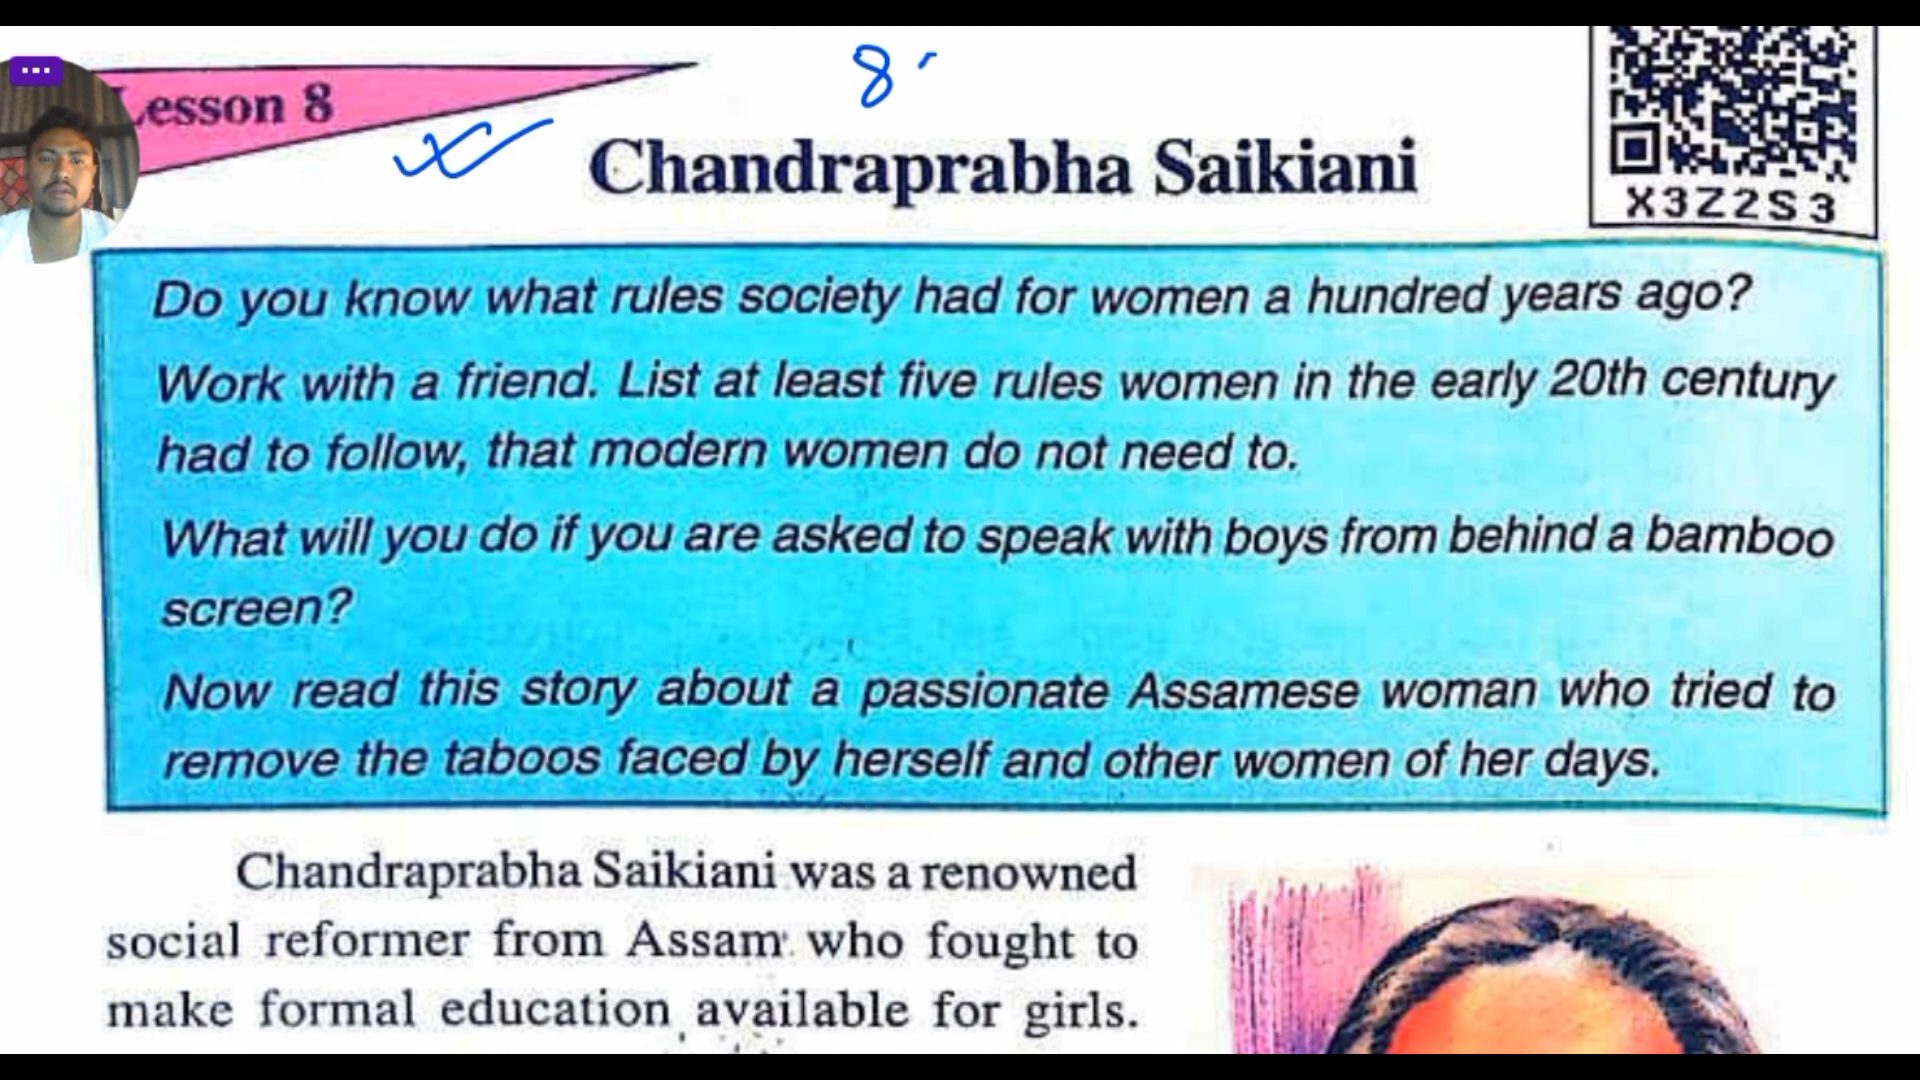 8
Lesson 8
Chandraprabha Saikiani
X3Z2S3
Do you know what rules society had for women a hundred years ago?
Work with a friend. List at least five rules women in the early 20th century
had to follow, that modern women do not need to.
What will you do if you are asked to speak with boys from behind a bamboo
screen?
Now read this story about a passionate Assamese woman who tried to
remove the taboos faced by herself and other women of her days.
Chandraprabha Saikiani was a renowned
social reformer from Assam who fought to
make formal education available for girls.